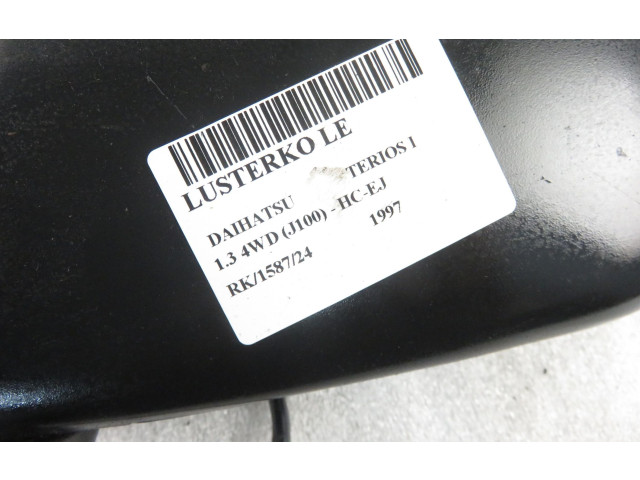 LUSTERKO LE
DAIHATSU TERIOS I
1.3 4WD (J100) - HC-EJ
RK/1587/24 1997